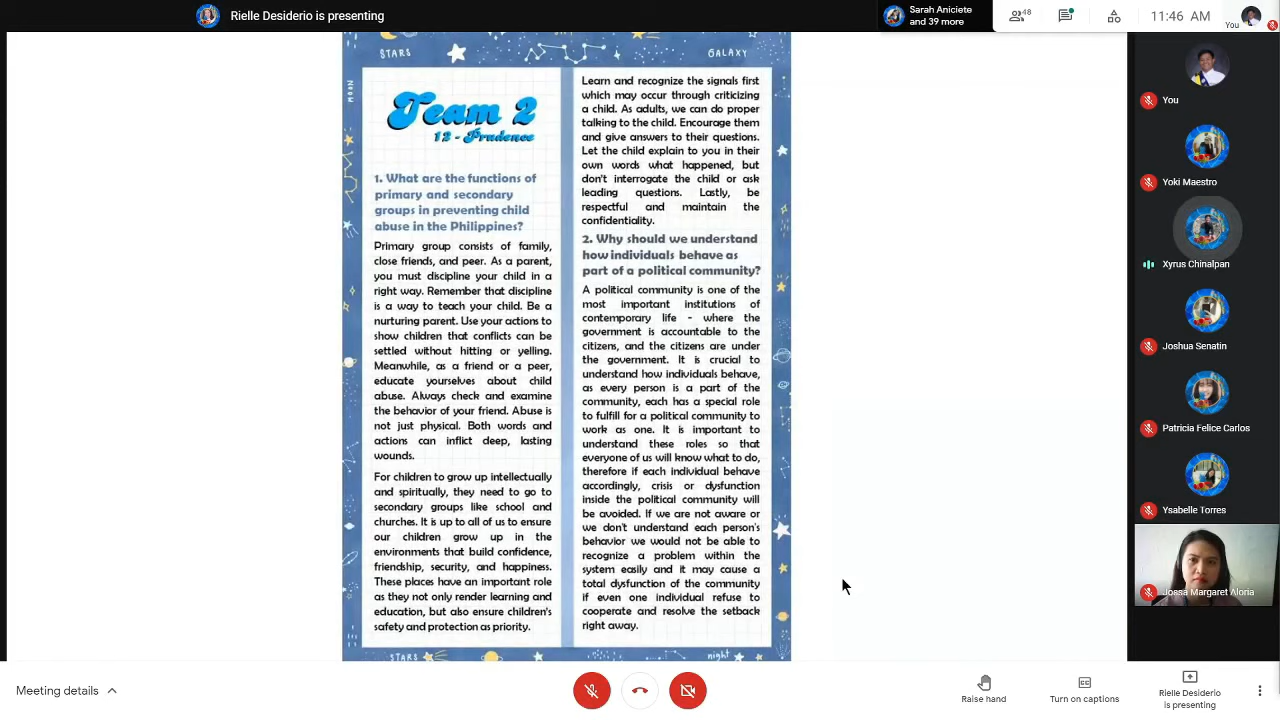 Rielle Desiderio is presenting
Sarah Aniciete
and 39 more
48
11:46 AM
You
STARS
GALAXY
MOON
Team 2
12 - Prudence
1. What are the functions of
primary and secondary
groups in preventing child
abuse in the Philippines?
Primary group consists of family,
close friends, and peer. As a parent,
you must discipline your child in a
right way. Remember that discipline
is a way to teach your child. Be a
nurturing parent. Use your actions to
show children that conflicts can be
settled without hitting or yelling.
Meanwhile, as a friend or a peer,
educate yourselves about child
abuse. Always check and examine
the behavior of your friend. Abuse is
not just physical. Both words and
actions can inflict deep, lasting
wounds.
For children to grow up intellectually
and spiritually, they need to go to
secondary groups like school and
churches. It is up to all of us to ensure
our children grow up in the
environments that build confidence,
friendship, security, and happiness.
These places have an important role
as they not only render learning and
education, but also ensure children's
safety and protection as priority.
Learn and recognize the signals first
which may occur through criticizing
a child. As adults, we can do proper
talking to the child. Encourage them
and give answers to their questions.
Let the child explain to you in their
own words what happened, but
don't interrogate the child or ask
leading questions. Lastly, be
respectful and maintain the
confidentiality.
2. Why should we understand
how individuals behave as
part of a political community?
A political community is one of the
most important institutions of
contemporary life - where the
government is accountable to the
citizens, and the citizens are under
the government. It is crucial to
understand how individuals behave,
as every person is a part of the
community, each has a special role
to fulfill for a political community to
work as one. It is important to
understand these roles so that
everyone of us will know what to do,
therefore if each individual behave
accordingly, crisis or dysfunction
inside the political community will
be avoided. If we are not aware or
we don't understand each person's
behavior we would not be able to
recognize a problem within the
system easily and it may cause a
total dysfunction of the community
if even one individual refuse to
cooperate and resolve the setback
right away.
STARS
night
You
Yoki Maestro
Xyrus Chinalpan
Joshua Senatin
Patricia Felice Carlos
Ysabelle Torres
Jossa Margaret Aloria
Meeting details
Raise hand
Turn on captions
Rielle Desiderio
is presenting